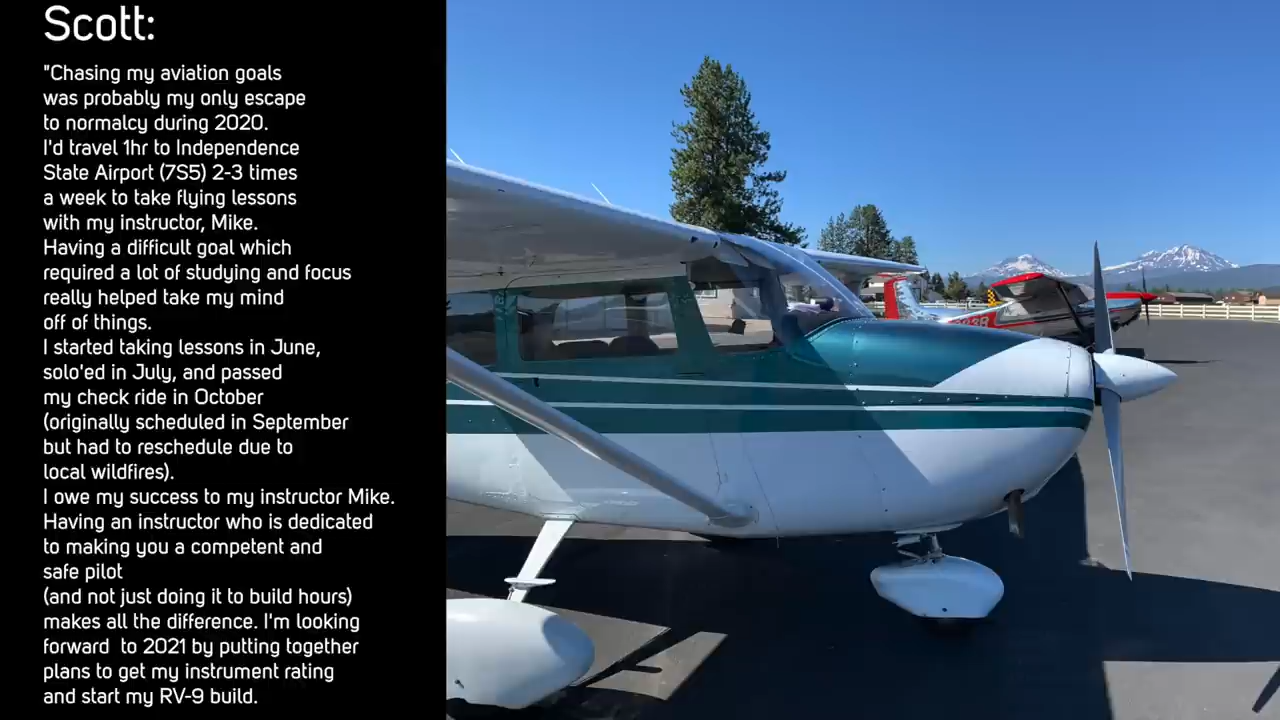 Scott:
"Chasing my aviation goals
was probably my only escape
to normalcy during 2020.
I'd travel 1hr to Independence
State Airport (7S5) 2-3 times
a week to take flying lessons
with my instructor, Mike.
Having a difficult goal which
required a lot of studying and focus
really helped take my mind
off of things.
I started taking lessons in June,
solo'ed in July, and passed
my check ride in October
(originally scheduled in September
but had to reschedule due to
local wildfires).
I owe my success to my instructor Mike.
Having an instructor who is dedicated
to making you a competent and
safe pilot
(and not just doing it to build hours)
makes all the difference. I'm looking
forward  to 2021 by putting together
plans to get my instrument rating
and start my RV-9 build.